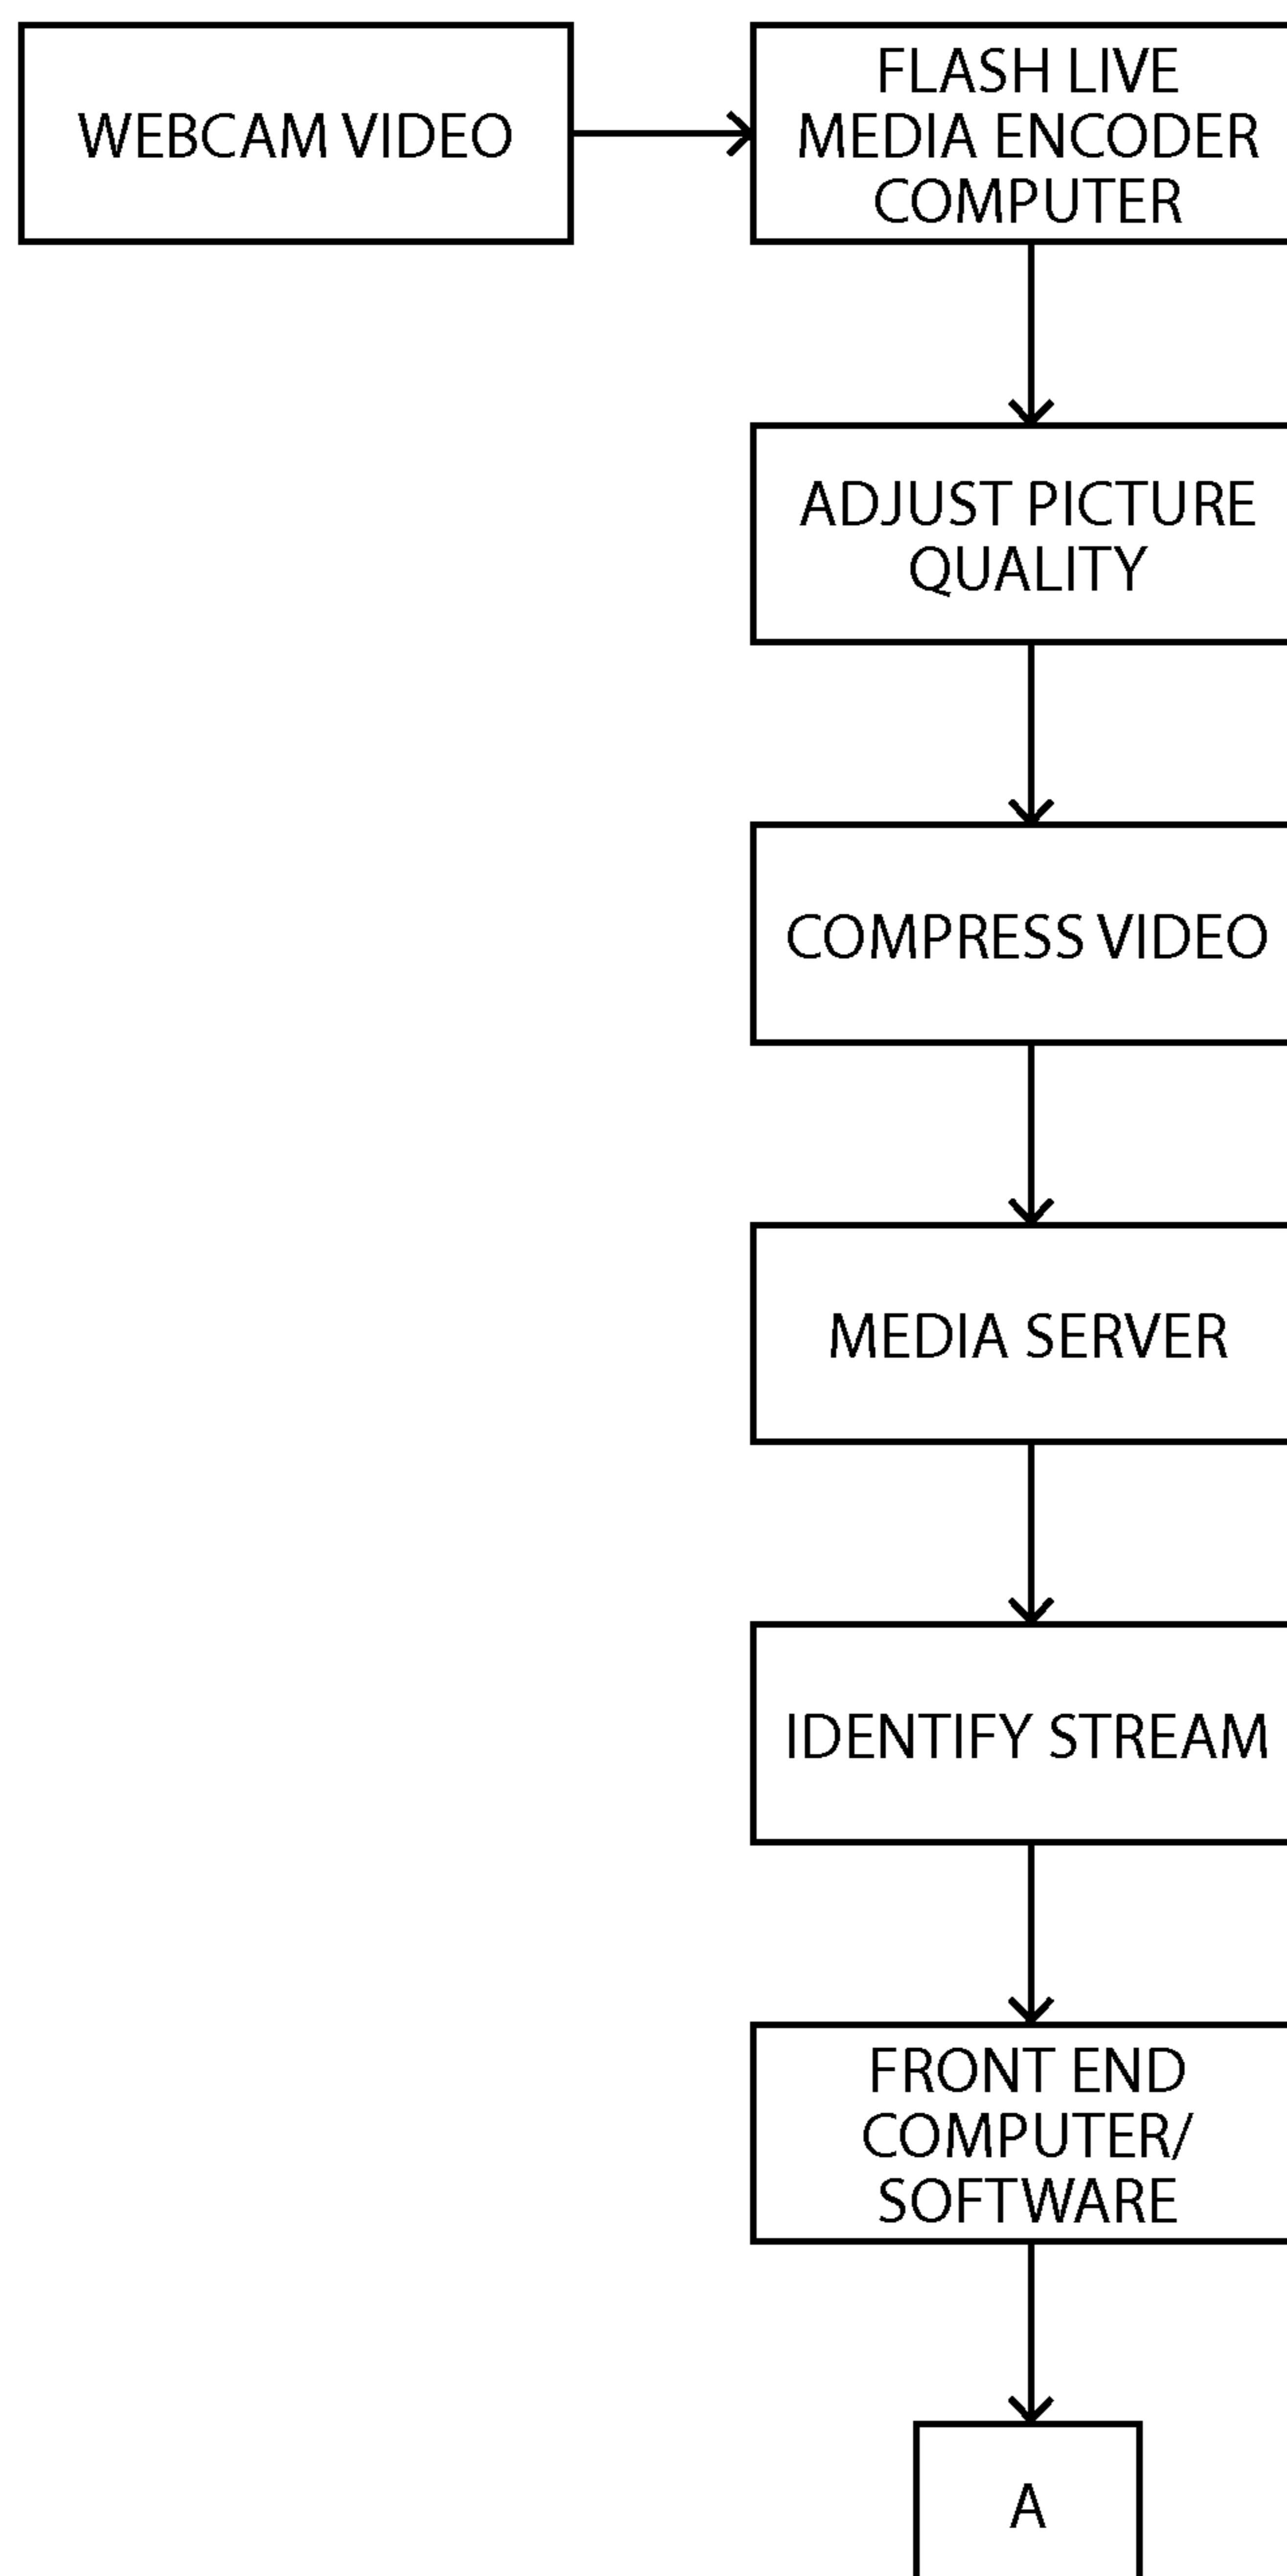 WEBCAM VIDEO
FLASH LIVE
MEDIA ENCODER
COMPUTER
ADJUST PICTURE
QUALITY
COMPRESS VIDEO
MEDIA SERVER
IDENTIFY STREAM
FRONT END
COMPUTER/
SOFTWARE
A